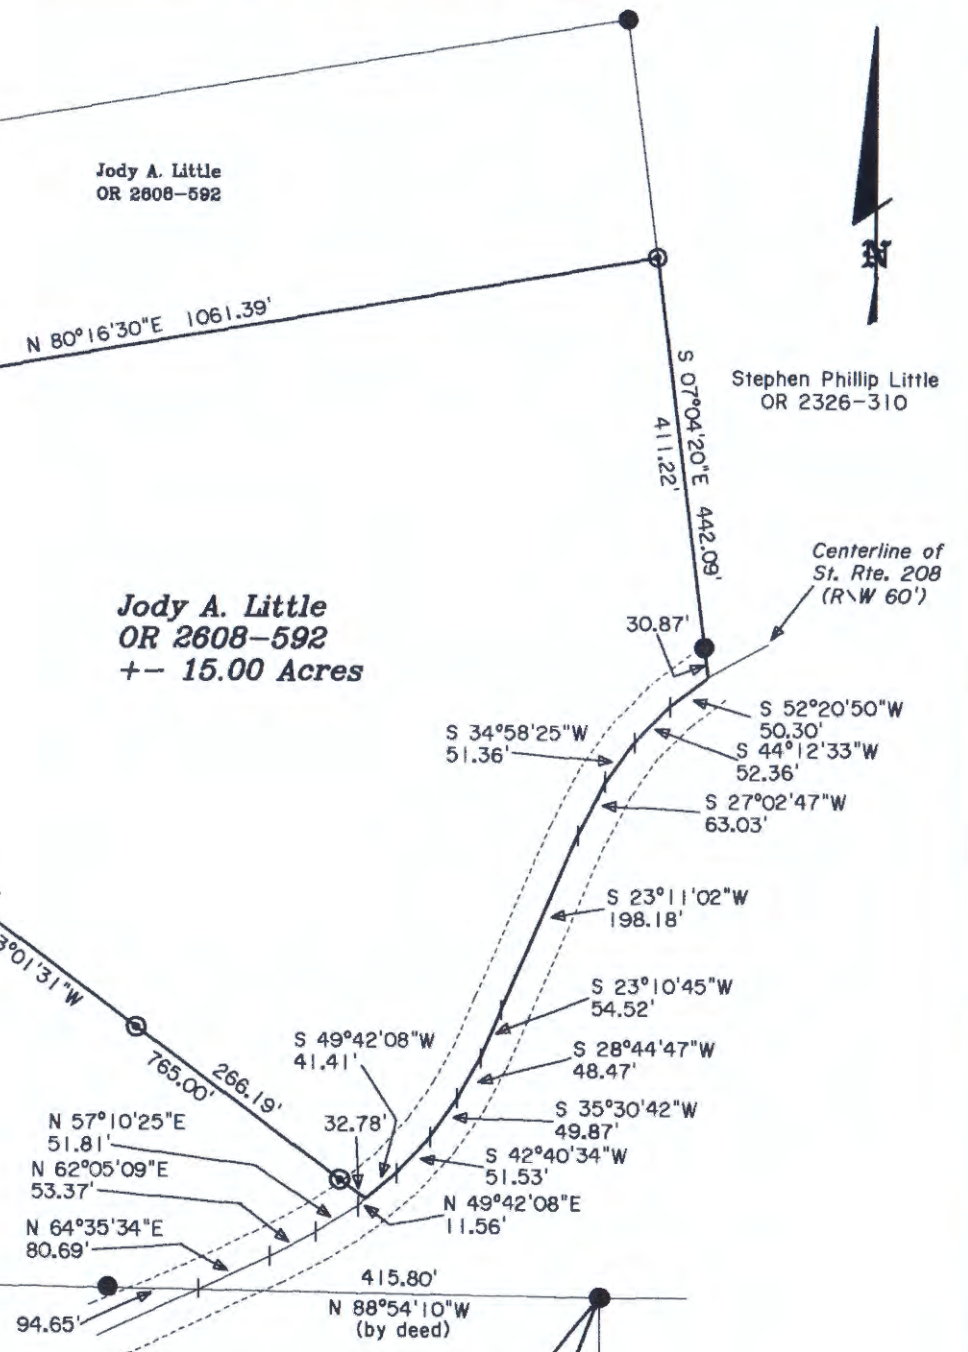 Jody A. Little
OR 2608-592
N
N 80°16'30"E 1061.39'
S 07°04'20"E 442.09'
411.22'
Stephen Phillip Little
OR 2326-310
Centerline of
St. Rte. 208
(R\W 60')
Jody A. Little
OR 2608-592
+- 15.00 Acres
30.87'
S 52°20'50"W
50.30'
S 34°58'25"W
51.36'
S 44°12'33"W
52.36'
S 27°02'47"W
63.03'
S 23°11'02"W
198.18'
3°01'31"W
S 23°10'45"W
54.52'
S 49°42'08"W
41.41'
S 28°44'47"W
48.47'
765.00'
266.19'
S 35°30'42"W
49.87'
N 57°10'25"E
51.81'
32.78'
S 42°40'34"W
51.53'
N 62°05'09"E
53.37'
N 49°42'08"E
11.56'
N 64°35'34"E
80.69'
415.80'
N 88°54'10"W
(by deed)
94.65'